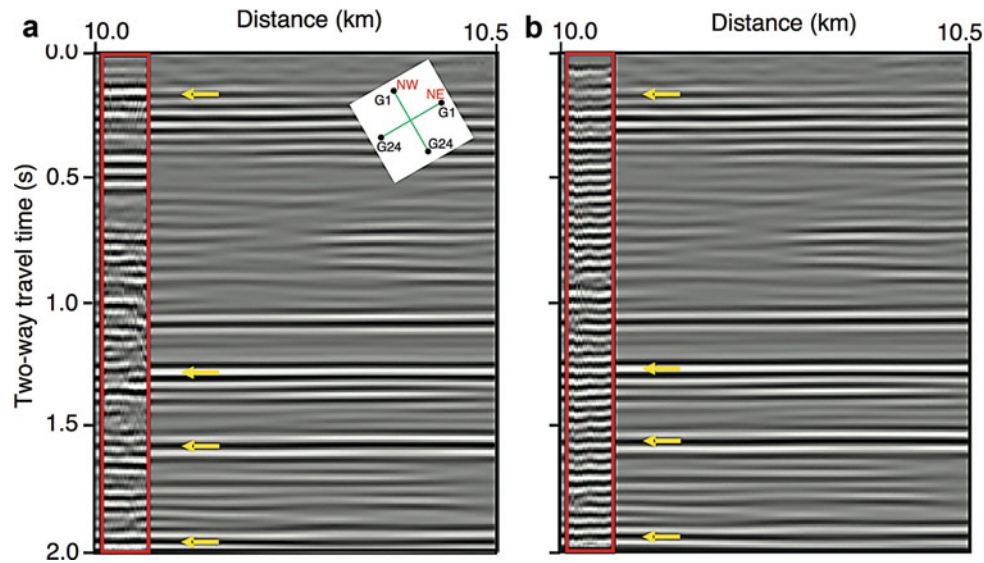 a
Distance (km)
10.0
10.5
Two-way travel time (s)
0.0
0.5
1.0
1.5
2.0
NW
G1
NE
G1
G24
G24
b
Distance (km)
10.0
10.5